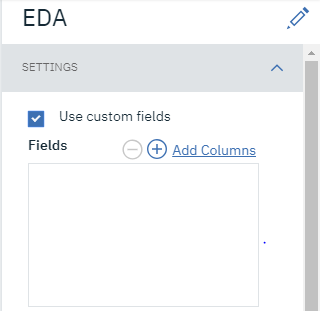 EDA
SETTINGS
Use custom fields
Fields Add Columns